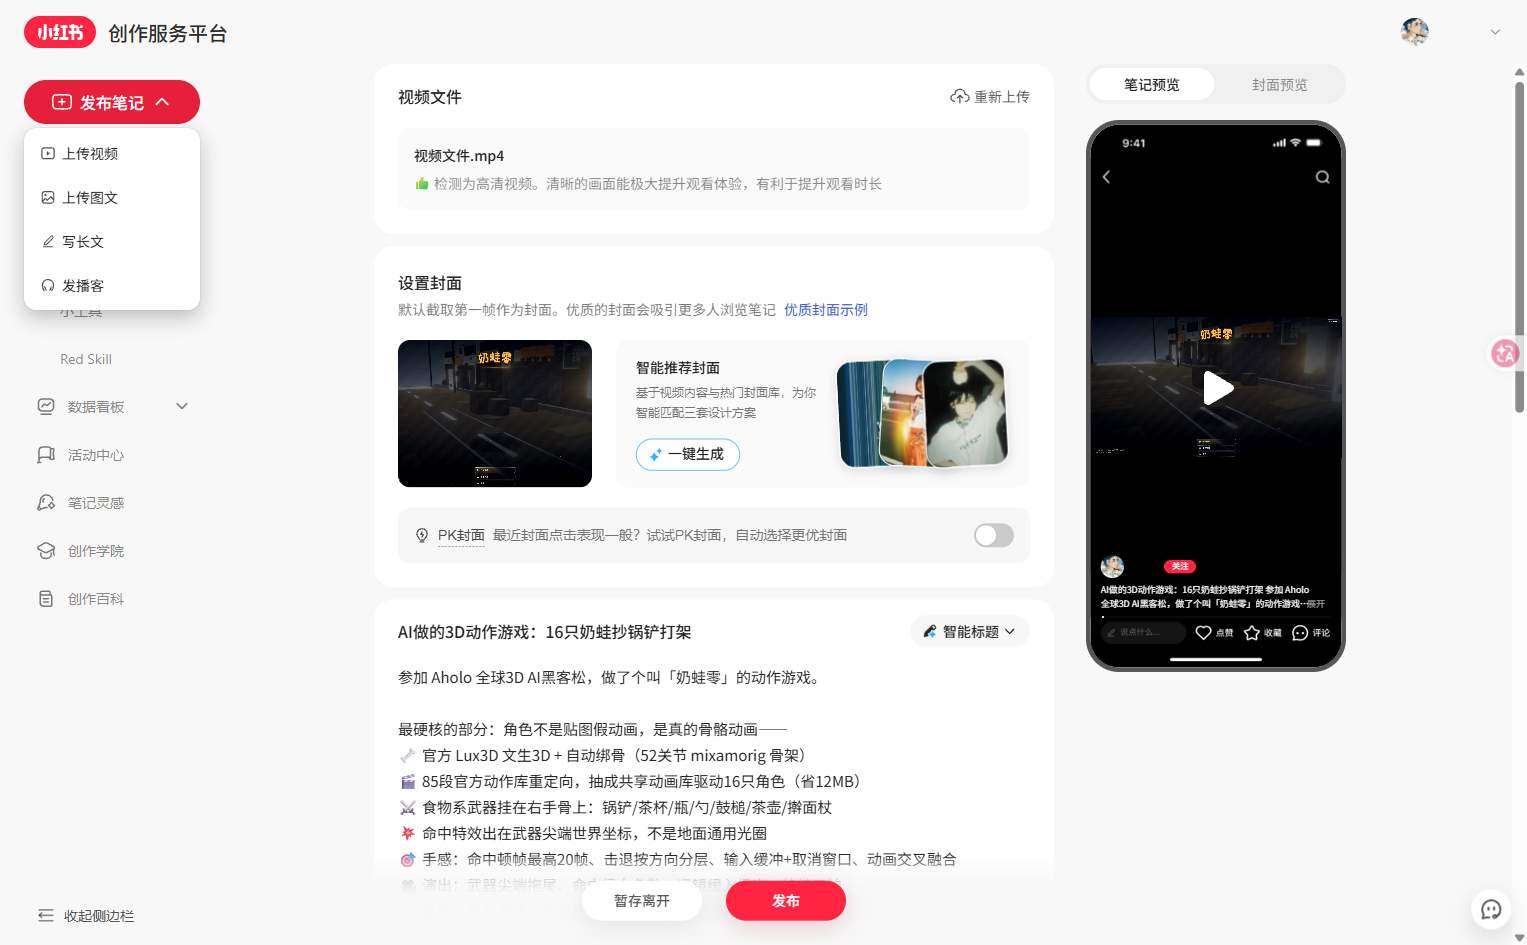 小红书 创作服务平台
发布笔记
上传视频
上传图文
写长文
发播客
小工具
Red Skill
数据看板
活动中心
笔记灵感
创作学院
创作百科
收起侧边栏
视频文件
重新上传
视频文件.mp4
检测为高清视频。清晰的画面能极大提升观看体验，有利于提升观看时长
设置封面
默认截取第一帧作为封面。优质的封面会吸引更多人浏览笔记 优质封面示例
奶蛙零
智能推荐封面
基于视频内容与热门封面库，为你
智能匹配三套设计方案
一键生成
PK封面 最近封面点击表现一般？试试PK封面，自动选择更优封面
AI做的3D动作游戏：16只奶蛙抄锅铲打架
智能标题
参加 Aholo 全球3D AI黑客松，做了个叫「奶蛙零」的动作游戏。
最硬核的部分：角色不是贴图假动画，是真的骨骼动画——
🦴 官方 Lux3D 文生3D + 自动绑骨（52关节 mixamorig 骨架）
🎬 85段官方动作库重定向，抽成共享动画库驱动16只角色（省12MB）
⚔️ 食物系武器挂在右手骨上：锅铲/茶杯/瓶/勺/鼓槌/茶壶/擀面杖
💥 命中特效出在武器尖端世界坐标，不是地面通用光圈
🎯 手感：命中顿帧最高20帧、击退按方向分层、输入缓冲+取消窗口、动画交叉融合
暂存离开
发布
笔记预览
封面预览
9:41
奶蛙零
关注
AI做的3D动作游戏：16只奶蛙抄锅铲打架 参加 Aholo
全球3D AI黑客松，做了个叫「奶蛙零」的动作游戏…展开
说点什么...
点赞
收藏
评论